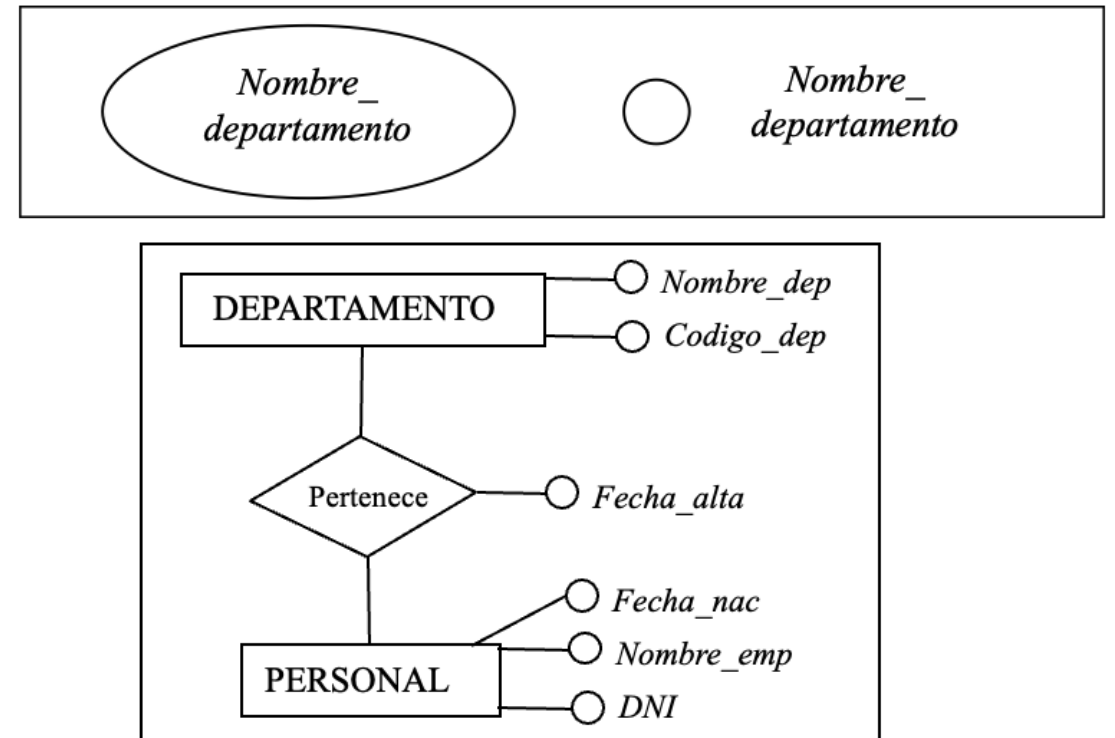 Nombre_
departamento
Nombre_
departamento
DEPARTAMENTO
Nombre_dep
Codigo_dep
Pertenece
Fecha_alta
Fecha_nac
Nombre_emp
PERSONAL
DNI